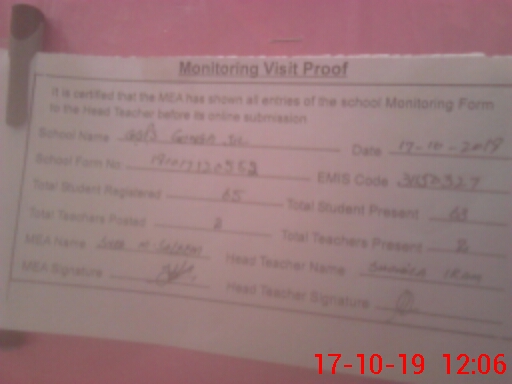 Monitoring Visit Proof
It is certified that the MEA has shown all entries of the school Monitoring Form
to the Head Teacher before its online submission
School Name
Date 17-10-2019
School Form No
EMIS Code
Total Student Registered 65 Total Student Present
Total Teachers Posted 2 Total Teachers Present 2
MEA Name Head Teacher Name
MEA Signature Head Teacher Signature
17-10-19 12:06